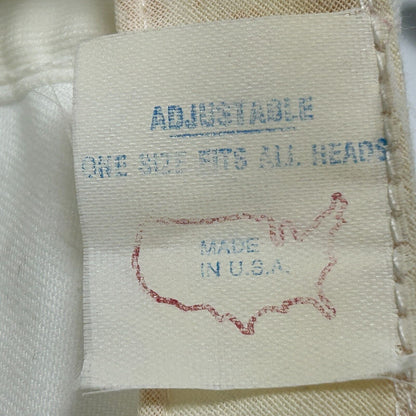 ADJUSTABLE
ONE SIZE FITS ALL HEADS
MADE
IN U.S.A.